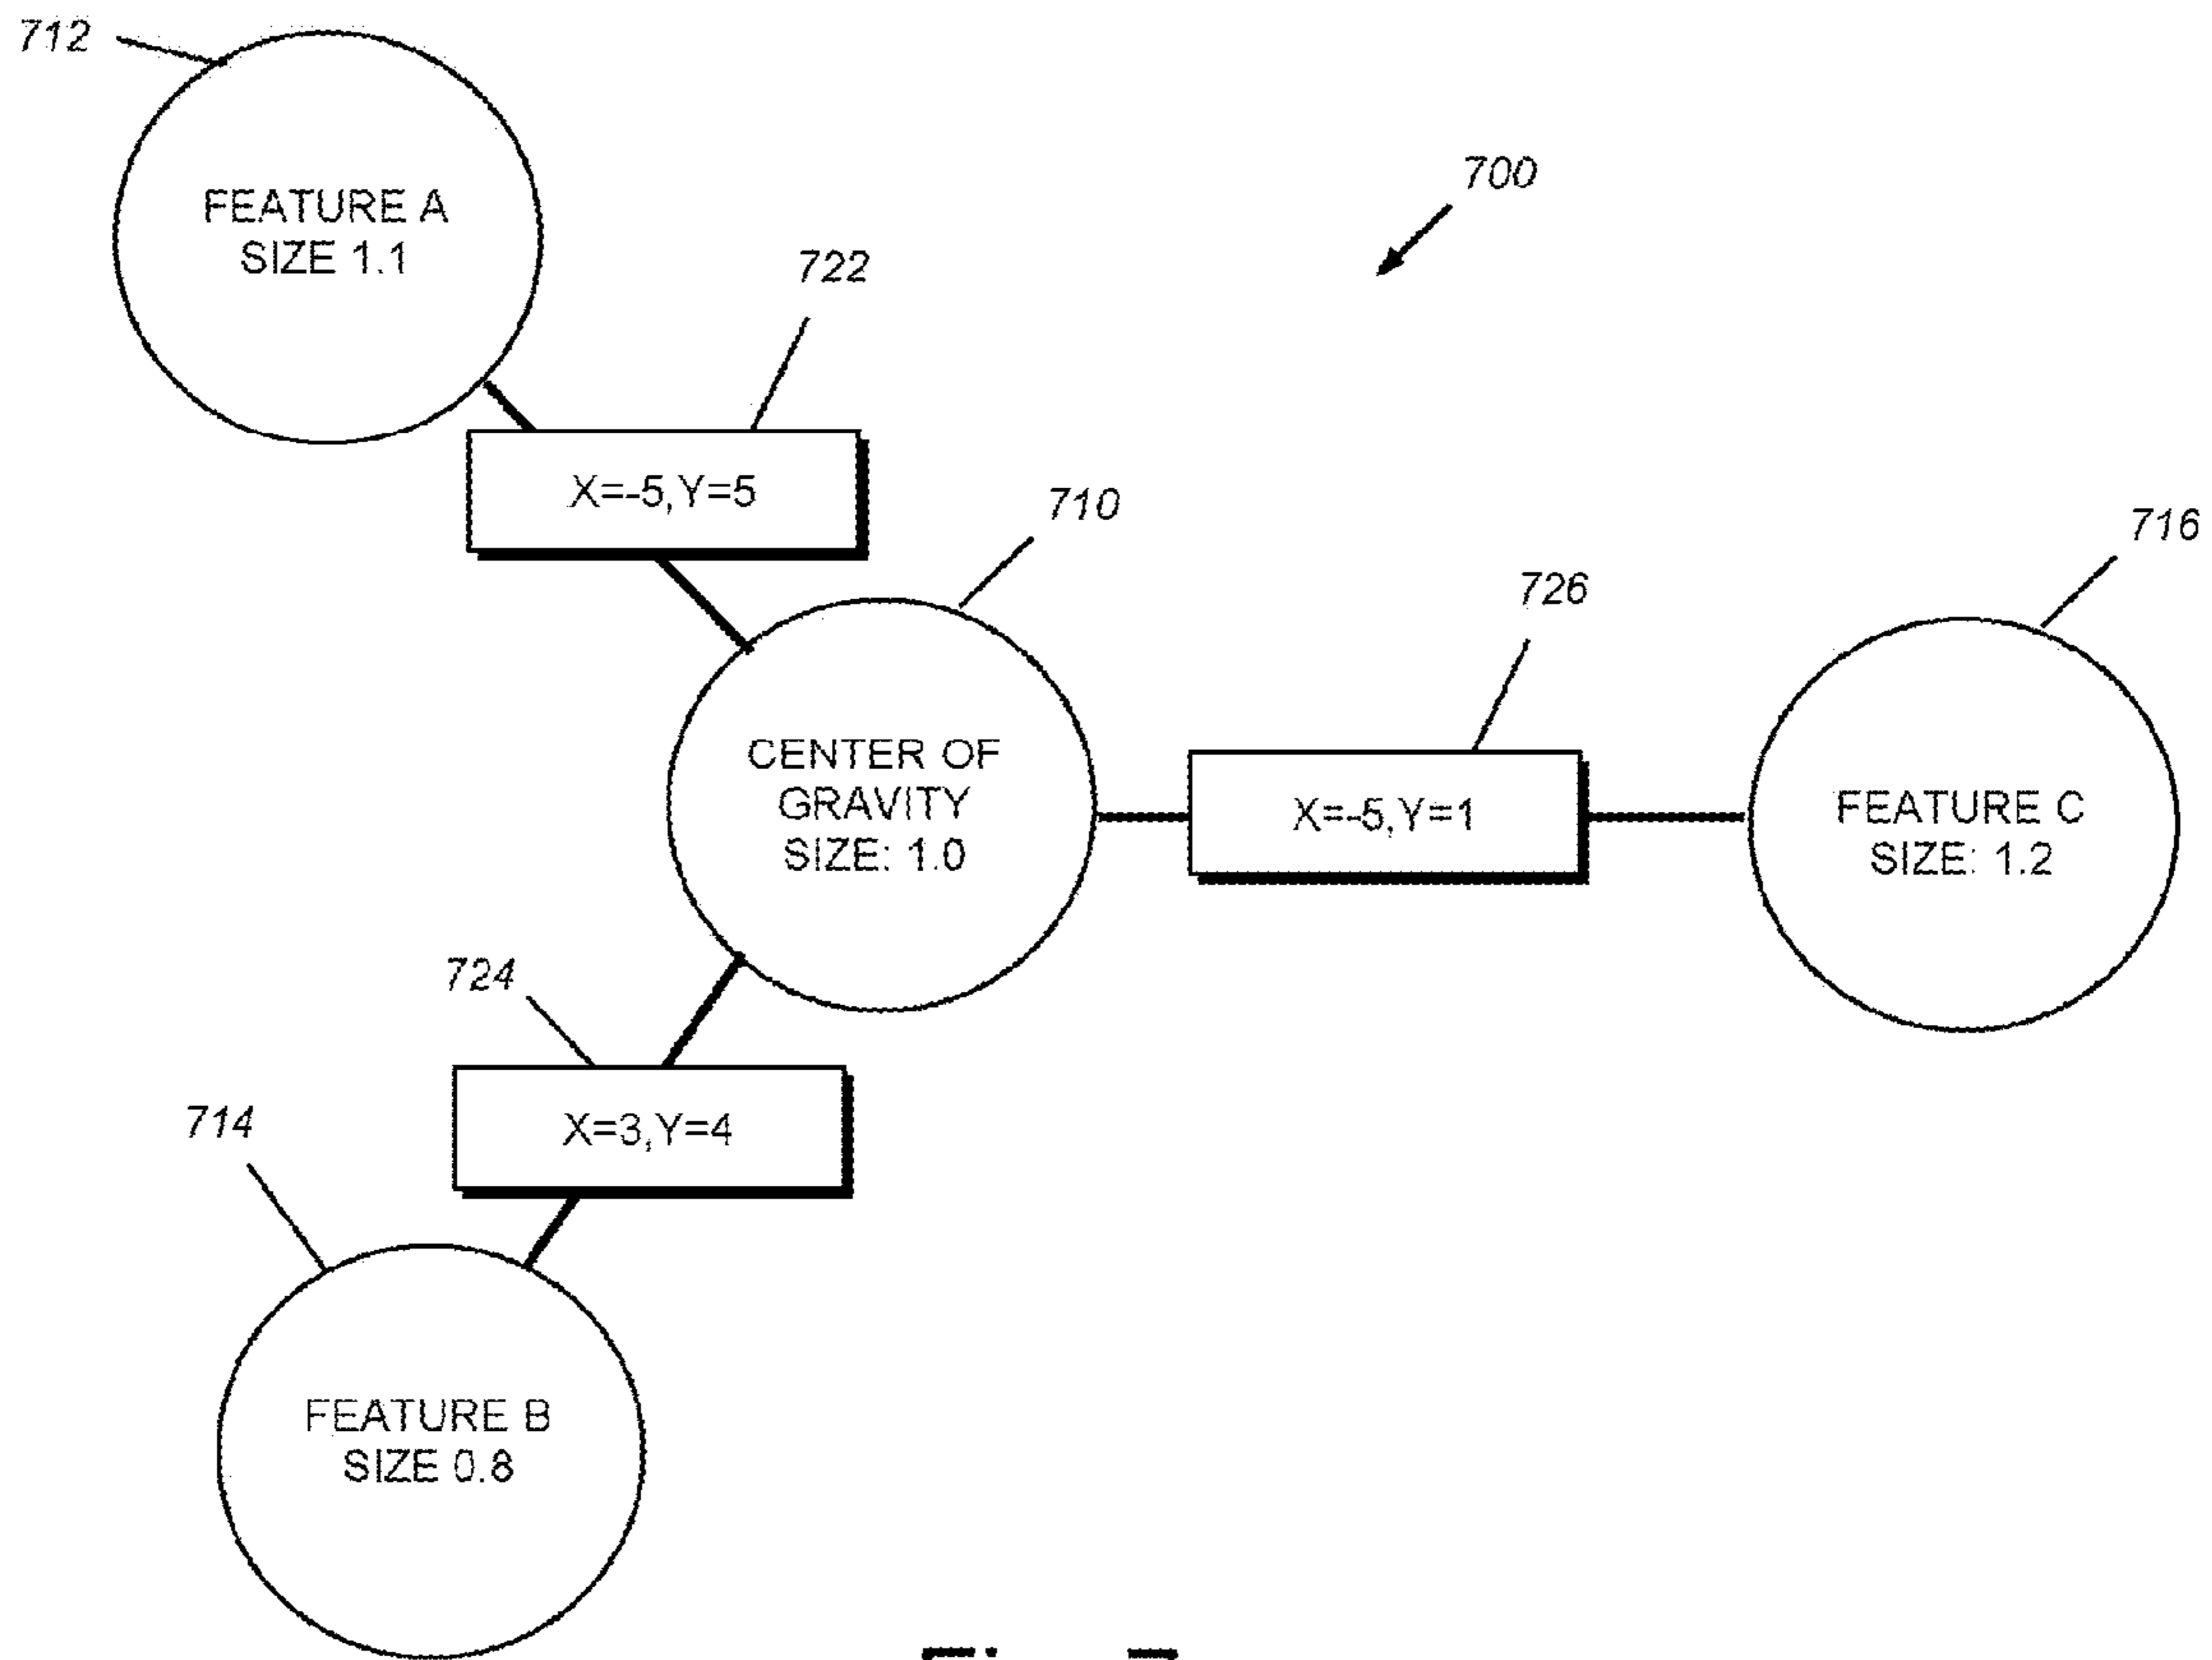 712
FEATURE A
SIZE 1.1
700
722
X=-5,Y=5
710
716
726
CENTER OF
GRAVITY
SIZE: 1.0
X=-5,Y=1
FEATURE C
SIZE: 1.2
724
X=3,Y=4
714
FEATURE B
SIZE 0.8